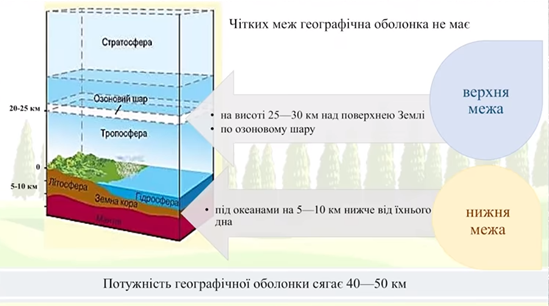 Чітких меж географічна оболонка не має
Стратосфера
Озоновий шар
20-25 км
Тропосфера
0
5-10 км
Літосфера
Гідросфера
Земна кора
Мантія
• на висоті 25—30 км над поверхнею Землі
• по озоновому шару
верхня
межа
• під океанами на 5—10 км нижче від їхнього
дна
нижня
межа
Потужність географічної оболонки сягає 40—50 км